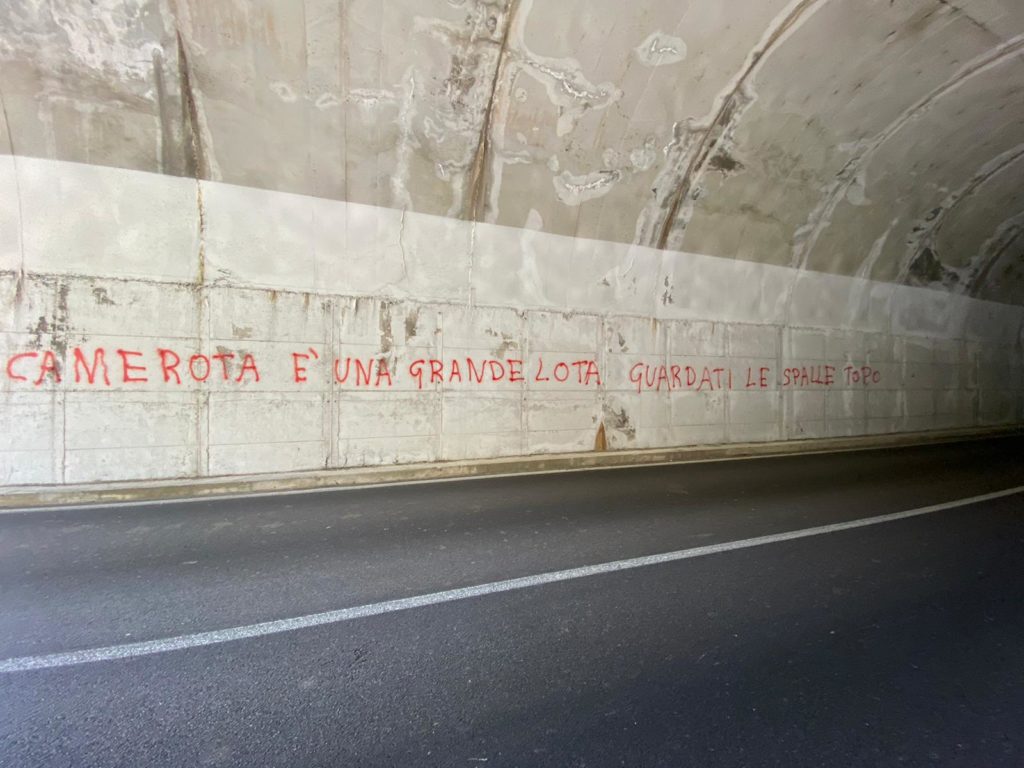 CAMEROTA E' UNA GRANDE LOTA GUARDATI LE SPALLE TOPO